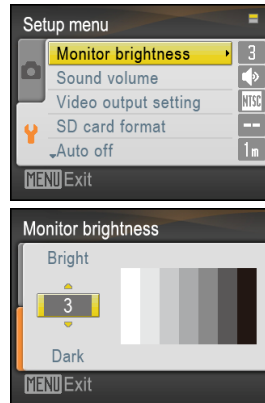 Setup menu
Monitor brightness 3
Sound volume
Video output setting NTSC
SD card format --
Auto off 1m
MENU Exit
Monitor brightness
Bright
3
Dark
MENU Exit